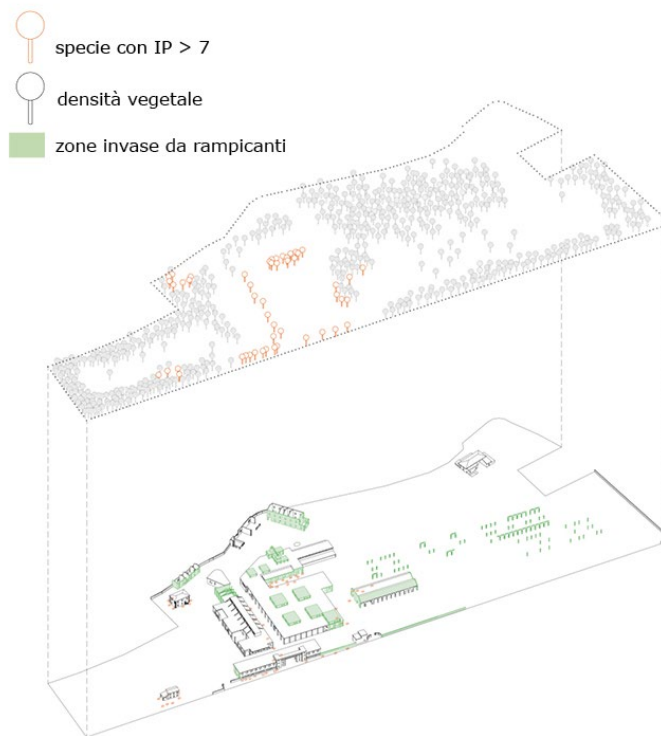 specie con IP > 7
densità vegetale
zone invase da rampicanti